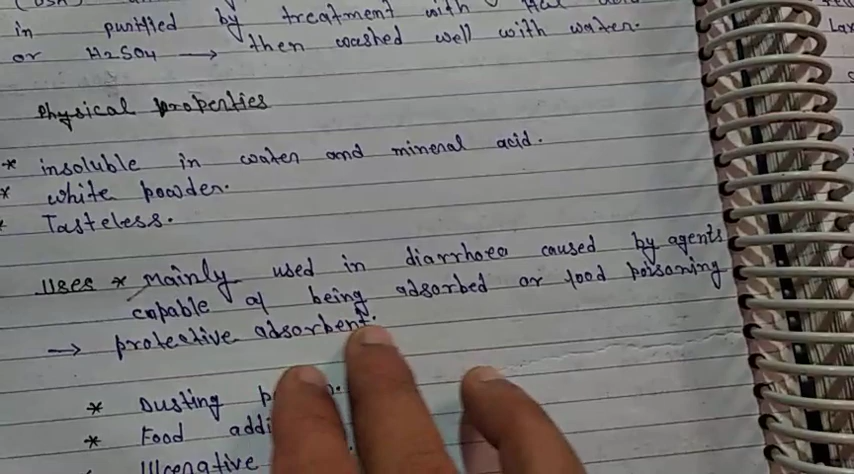 in purified by treatment with
or H2SO4 → then washed well with water.
Physical properties
* insoluble in water and mineral acid.
* white powder.
* Tasteless.
Uses * Mainly used in diarrhoea caused by agents
capable of being adsorbed or food poisoning
→ protective adsorbent.
* Dusting
* Food
Lax